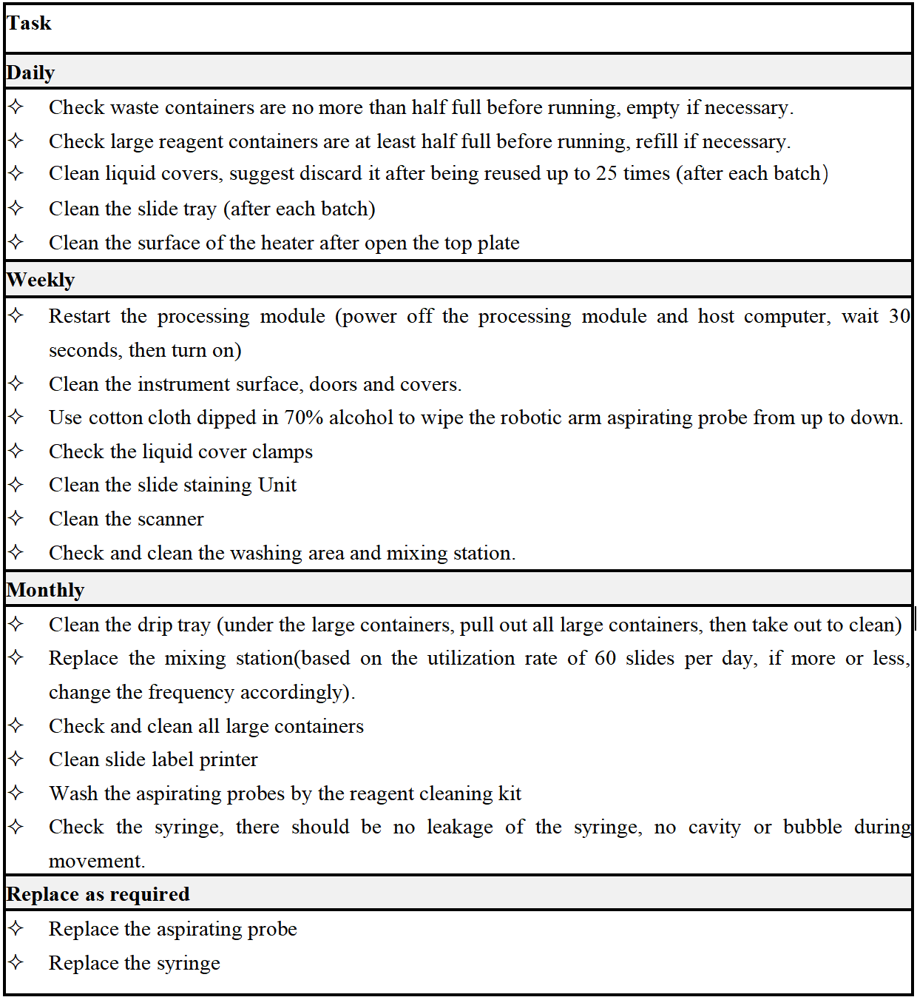 Task
Daily
✧ Check waste containers are no more than half full before running, empty if necessary.
✧ Check large reagent containers are at least half full before running, refill if necessary.
✧ Clean liquid covers, suggest discard it after being reused up to 25 times (after each batch)
✧ Clean the slide tray (after each batch)
✧ Clean the surface of the heater after open the top plate
Weekly
✧ Restart the processing module (power off the processing module and host computer, wait 30
seconds, then turn on)
✧ Clean the instrument surface, doors and covers.
✧ Use cotton cloth dipped in 70% alcohol to wipe the robotic arm aspirating probe from up to down.
✧ Check the liquid cover clamps
✧ Clean the slide staining Unit
✧ Clean the scanner
✧ Check and clean the washing area and mixing station.
Monthly
✧ Clean the drip tray (under the large containers, pull out all large containers, then take out to clean)
✧ Replace the mixing station(based on the utilization rate of 60 slides per day, if more or less,
change the frequency accordingly).
✧ Check and clean all large containers
✧ Clean slide label printer
✧ Wash the aspirating probes by the reagent cleaning kit
✧ Check the syringe, there should be no leakage of the syringe, no cavity or bubble during
movement.
Replace as required
✧ Replace the aspirating probe
✧ Replace the syringe